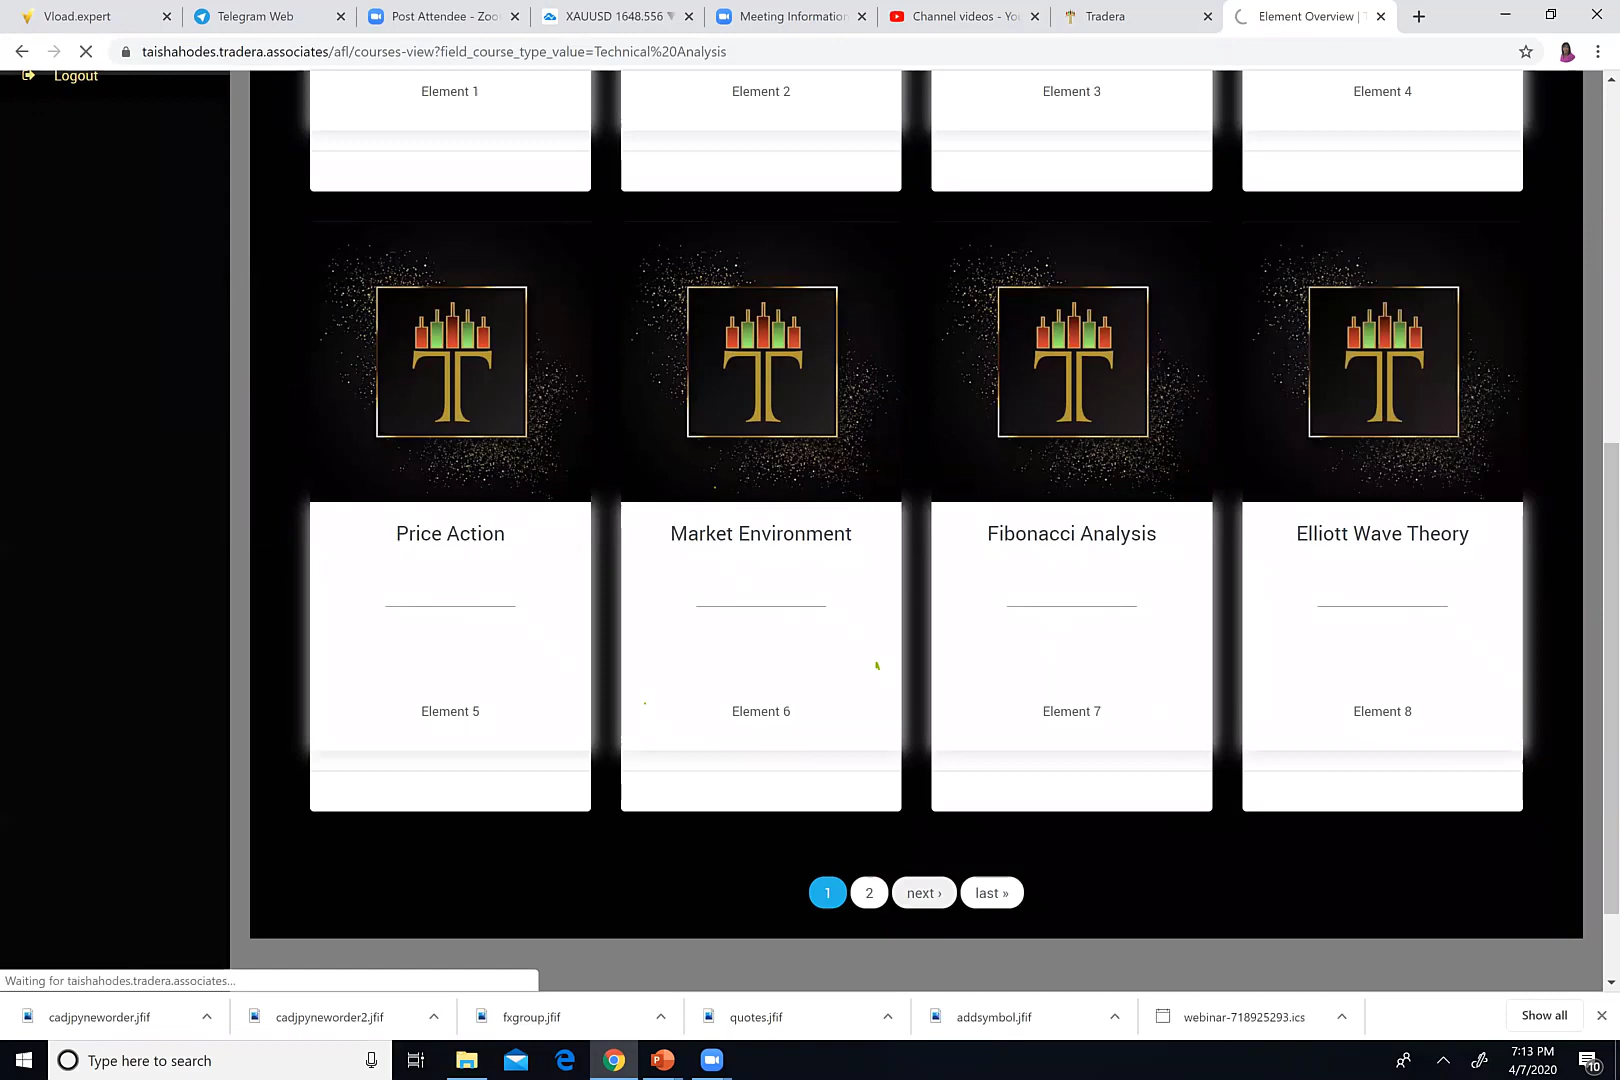 Vload.expert
Telegram Web
Post Attendee - Zoo
XAUUSD 1648.556 ▼
Meeting Information
Channel videos - Yo
Tradera
Element Overview | T
taishahodes.tradera.associates/afl/courses-view?field_course_type_value=Technical%20Analysis
Logout
Element 1
Element 2
Element 3
Element 4
T
T
T
T
Price Action
Market Environment
Fibonacci Analysis
Elliott Wave Theory
Element 5
Element 6
Element 7
Element 8
1
2
next ›
last »
Waiting for taishahodes.tradera.associates...
cadjpyneworder.jfif
cadjpyneworder2.jfif
fxgroup.jfif
quotes.jfif
addsymbol.jfif
webinar-718925293.ics
Show all
Type here to search
7:13 PM
4/7/2020
10